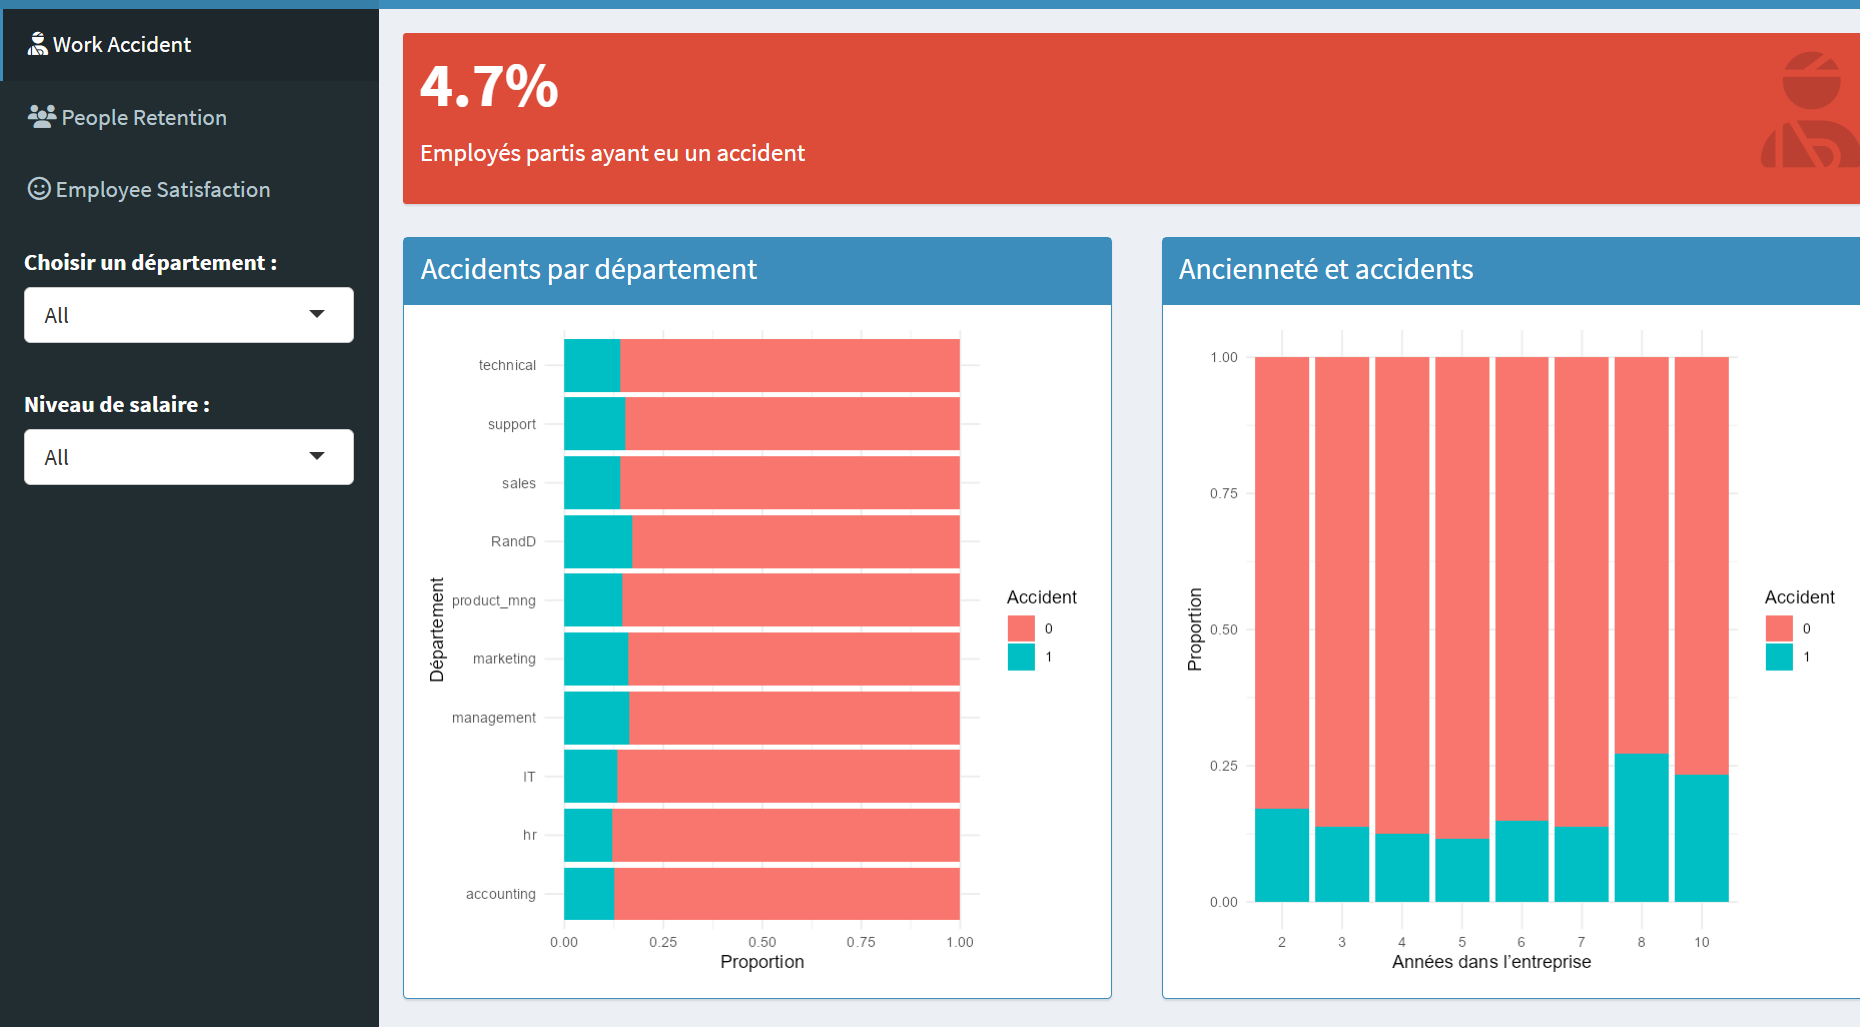 Work Accident
People Retention
Employee Satisfaction
Choisir un département :
All
Niveau de salaire :
All
4.7%
Employés partis ayant eu un accident
Accidents par département
Département
technical
support
sales
RandD
product_mng
marketing
management
IT
hr
accounting
0.00 0.25 0.50 0.75 1.00
Proportion
Accident
0
1
Ancienneté et accidents
Proportion
1.00
0.75
0.50
0.25
0.00
2 3 4 5 6 7 8 10
Années dans l’entreprise
Accident
0
1